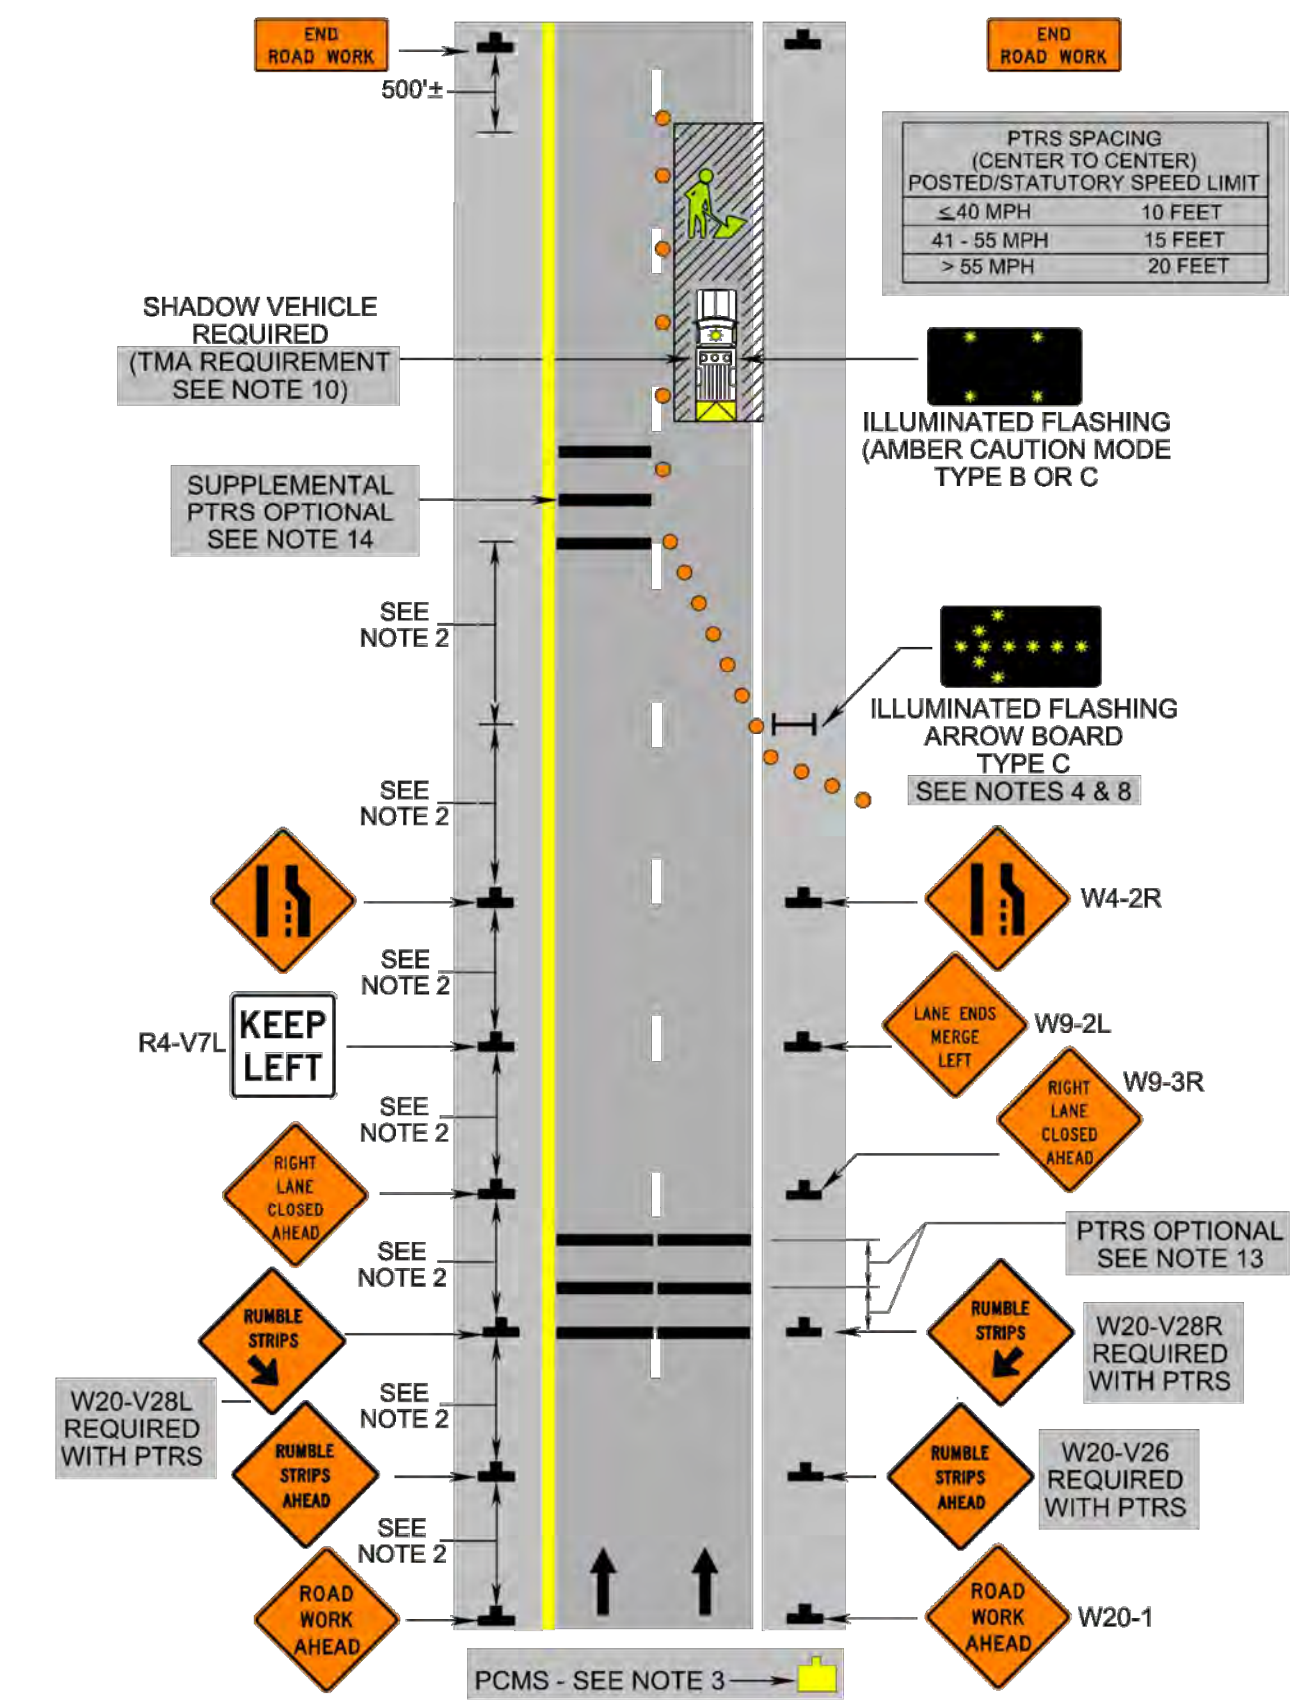 END
ROAD WORK
END
ROAD WORK
500'±
PTRS SPACING
(CENTER TO CENTER)
POSTED/STATUTORY SPEED LIMIT
≤40 MPH 10 FEET
41 - 55 MPH 15 FEET
> 55 MPH 20 FEET
SHADOW VEHICLE
REQUIRED
(TMA REQUIREMENT
SEE NOTE 10)
ILLUMINATED FLASHING
(AMBER CAUTION MODE
TYPE B OR C
SUPPLEMENTAL
PTRS OPTIONAL
SEE NOTE 14
SEE
NOTE 2
ILLUMINATED FLASHING
ARROW BOARD
TYPE C
SEE NOTES 4 & 8
SEE
NOTE 2
W4-2R
SEE
NOTE 2
R4-V7L
KEEP
LEFT
LANE ENDS
MERGE
LEFT
W9-2L
SEE
NOTE 2
RIGHT
LANE
CLOSED
AHEAD
W9-3R
RIGHT
LANE
CLOSED
AHEAD
SEE
NOTE 2
PTRS OPTIONAL
SEE NOTE 13
RUMBLE
STRIPS
RUMBLE
STRIPS
W20-V28R
REQUIRED
WITH PTRS
W20-V28L
REQUIRED
WITH PTRS
SEE
NOTE 2
RUMBLE
STRIPS
AHEAD
RUMBLE
STRIPS
AHEAD
W20-V26
REQUIRED
WITH PTRS
SEE
NOTE 2
ROAD
WORK
AHEAD
ROAD
WORK
AHEAD
W20-1
PCMS - SEE NOTE 3